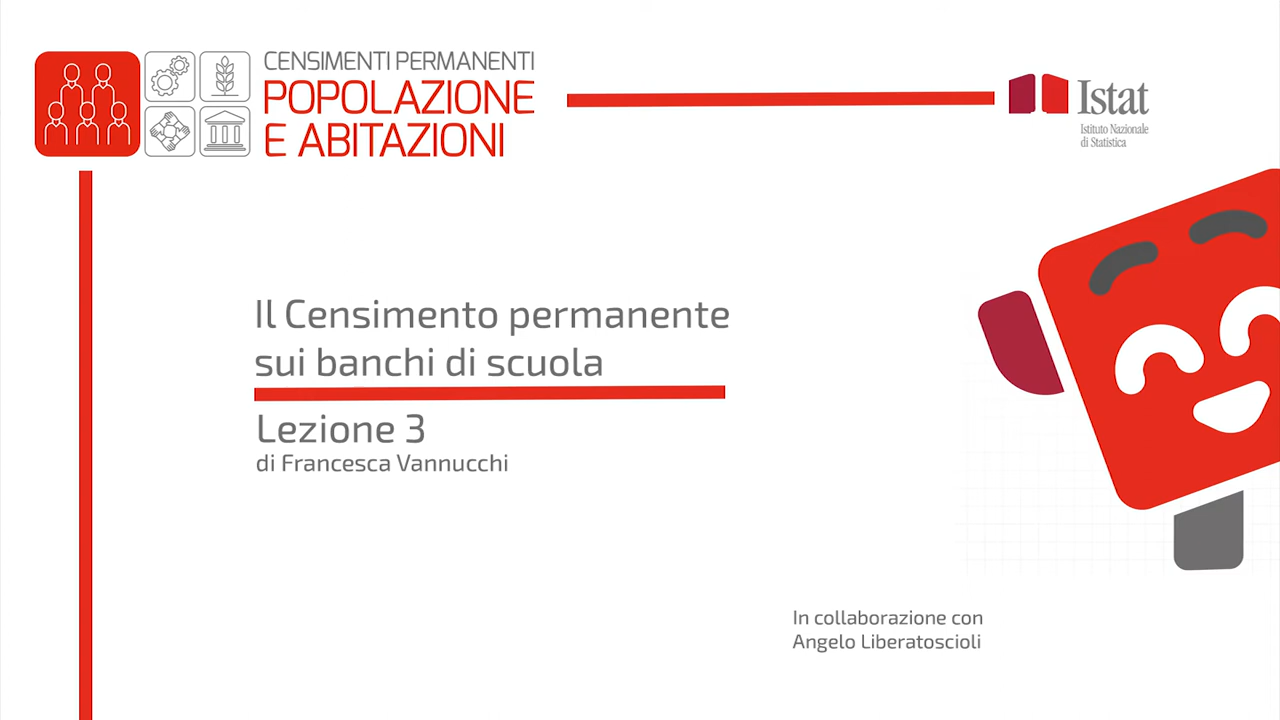 CENSIMENTI PERMANENTI
POPOLAZIONE
E ABITAZIONI
Istat
Istituto Nazionale
di Statistica
Il Censimento permanente
sui banchi di scuola
Lezione 3
di Francesca Vannucchi
In collaborazione con
Angelo Liberatoscioli